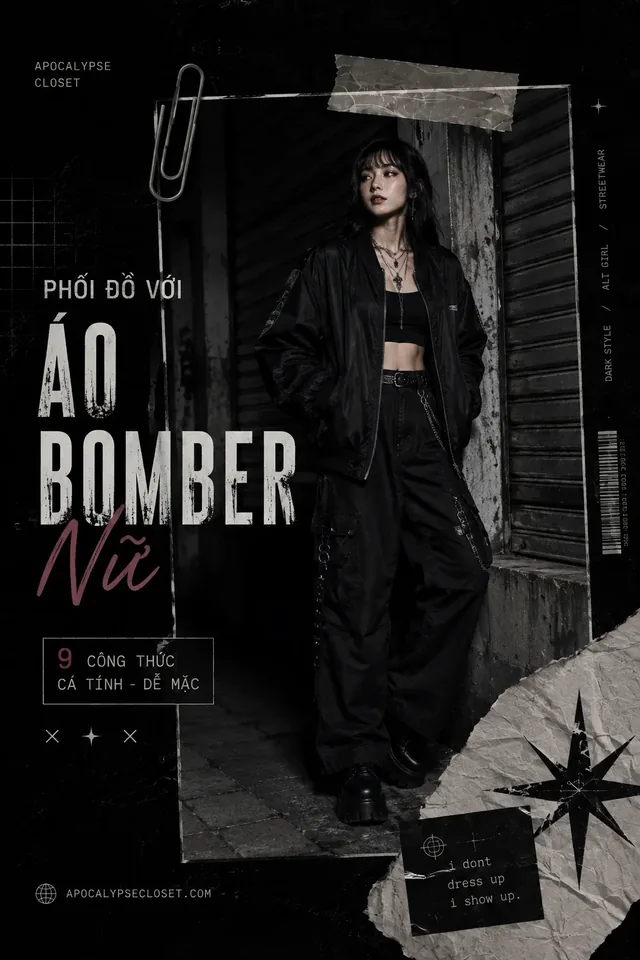 APOCALYPSE
CLOSET
PHỐI ĐỒ VỚI
ÁO
BOMBER
Nữ
9 CÔNG THỨC
CÁ TÍNH - DỄ MẶC
APOCALYPSECLOSET.COM
DARK STYLE / ALT GIRL / STREETWEAR
i dont
dress up
i show up.